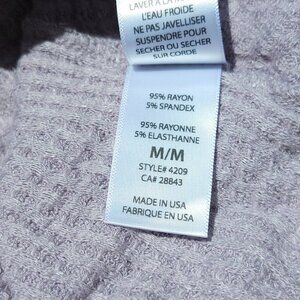 LAVER À LA
L'EAU FROIDE
NE PAS JAVELLISER
SUSPENDRE POUR
SECHER OU SECHER
SUR CORDE
95% RAYON
5% SPANDEX
95% RAYONNE
5% ELASTHANNE
M/M
STYLE# 4209
CA# 28843
MADE IN USA
FABRIQUE EN USA